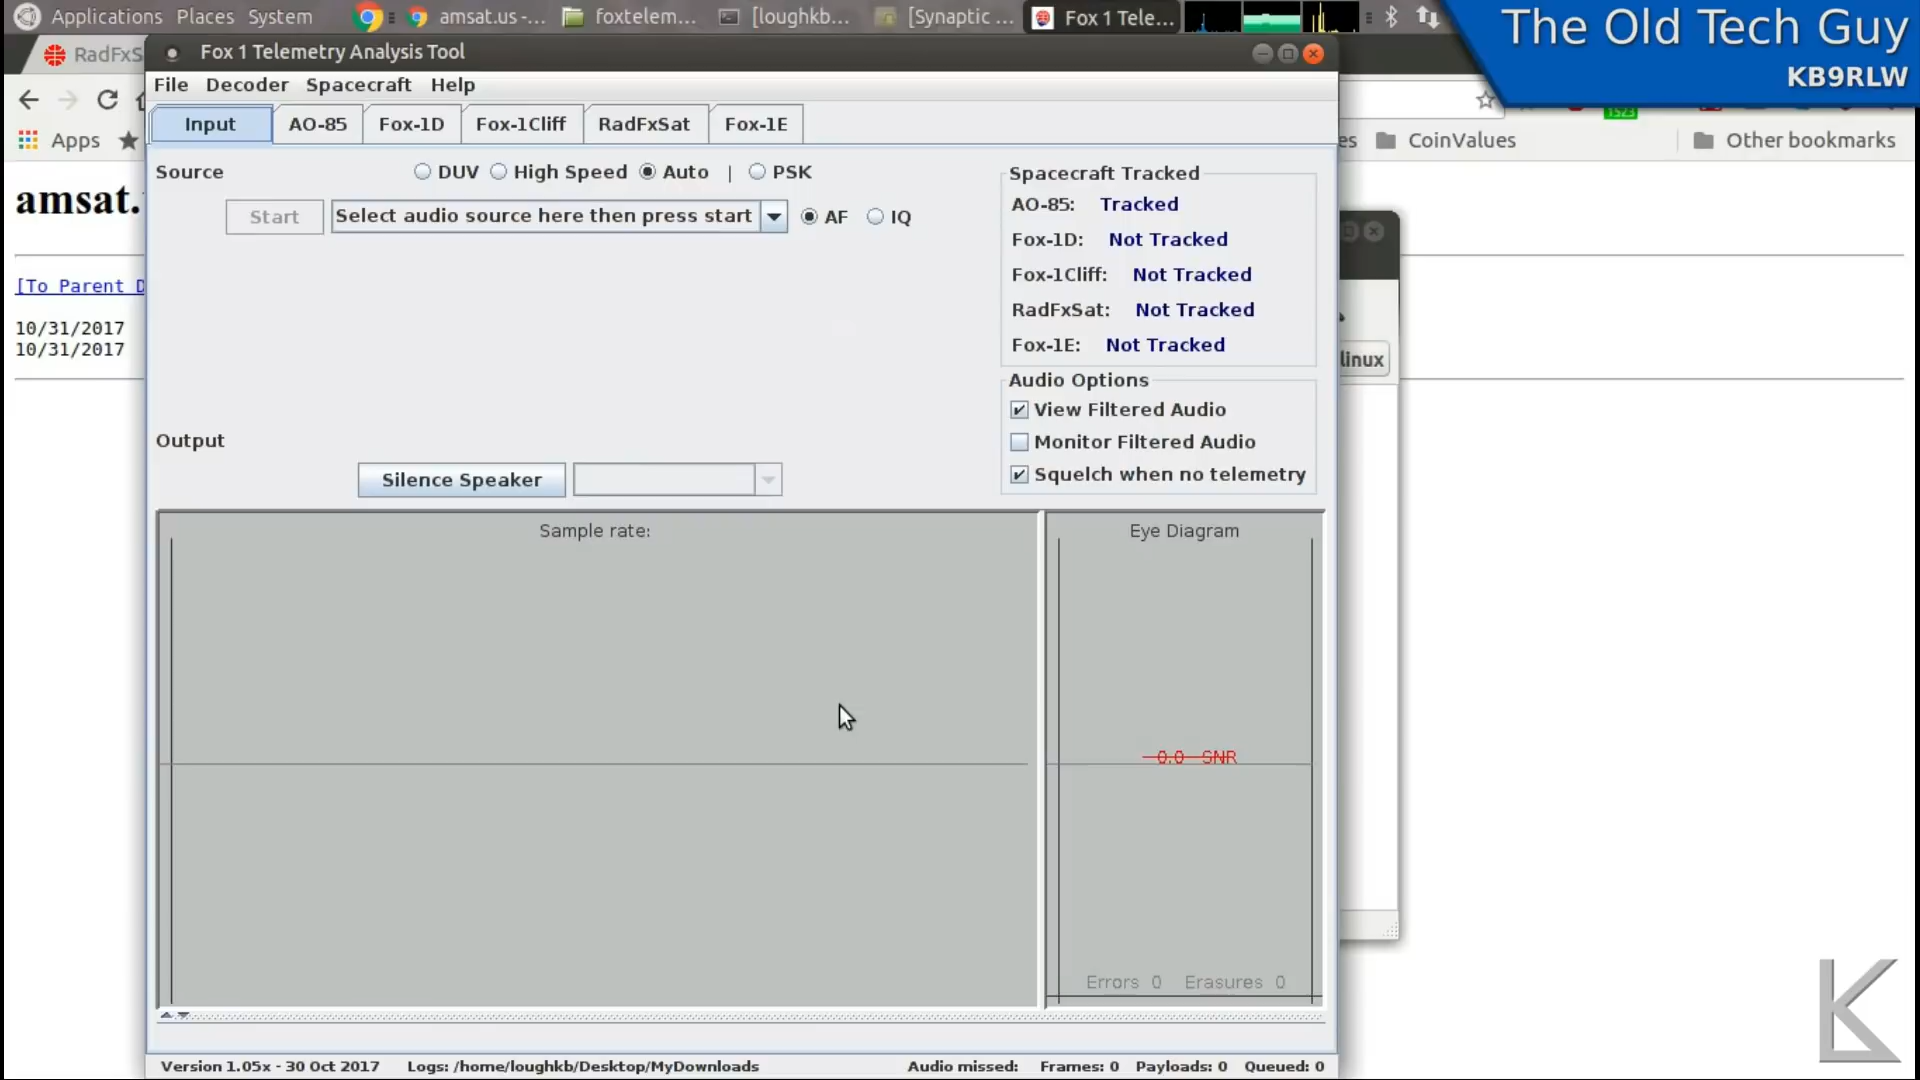 Applications Places System
amsat.us -...
foxtelem...
[loughkb...
[Synaptic ...
Fox 1 Tele...
The Old Tech Guy
KB9RLW
RadFxS
Fox 1 Telemetry Analysis Tool
File Decoder Spacecraft Help
1523
Input AO-85 Fox-1D Fox-1Cliff RadFxSat Fox-1E
Apps
es CoinValues
Other bookmarks
Source DUV High Speed Auto | PSK
Start Select audio source here then press start AF IQ
amsat.
[To Parent D
10/31/2017
10/31/2017
Spacecraft Tracked
AO-85: Tracked
Fox-1D: Not Tracked
Fox-1Cliff: Not Tracked
RadFxSat: Not Tracked
Fox-1E: Not Tracked
linux
Audio Options
View Filtered Audio
Monitor Filtered Audio
Squelch when no telemetry
Output
Silence Speaker
Sample rate:
Eye Diagram
0.0 SNR
Errors 0 Erasures 0
Version 1.05x - 30 Oct 2017 Logs: /home/loughkb/Desktop/MyDownloads Audio missed: Frames: 0 Payloads: 0 Queued: 0
K